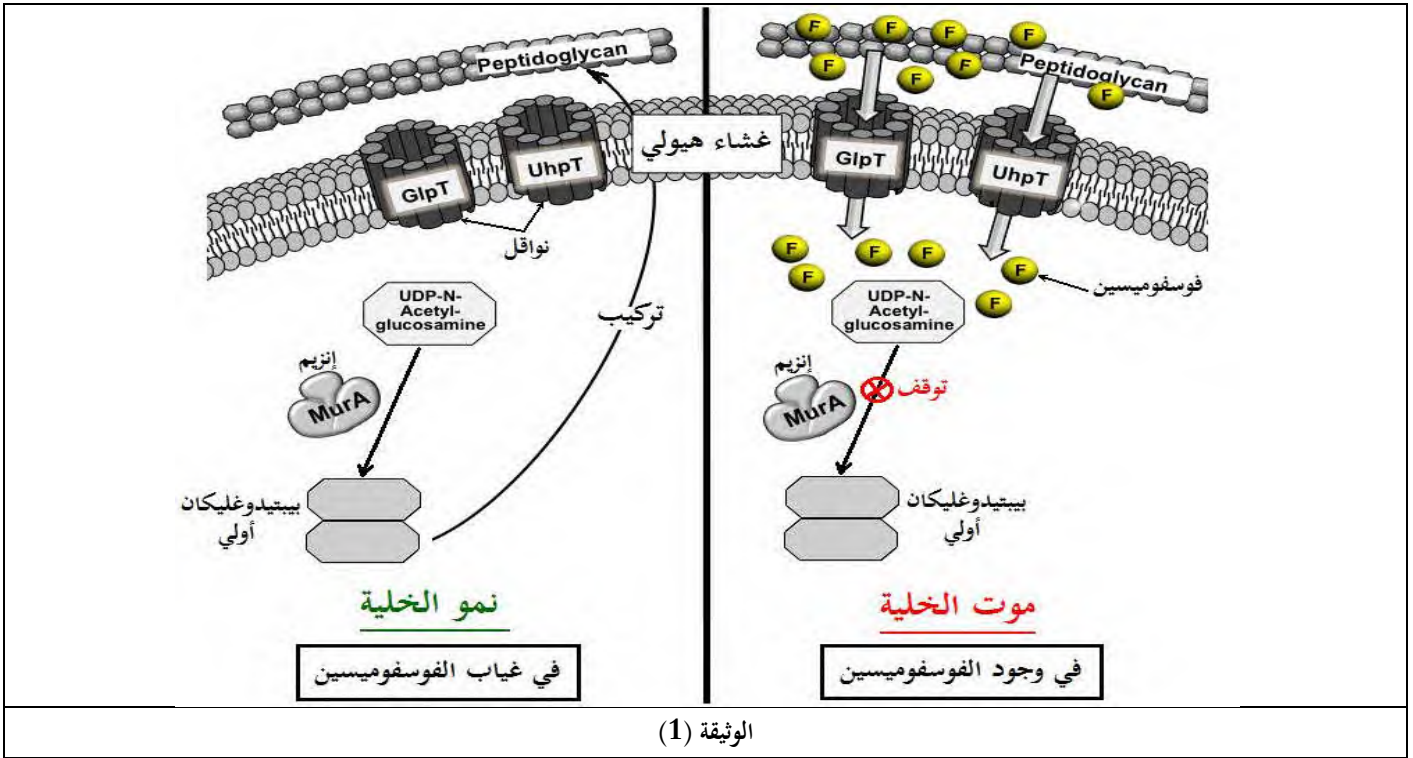 Peptidoglycan
غشاء هيولي
GlpT
UhpT
نواقل
UDP-N-
Acetyl-
glucosamine
تركيب
إنزيم
MurA
بيبتيدوغليكان
أولي
نمو الخلية
في غياب الفوسفوميسين
F
F
F
F
F
F
F
F
Peptidoglycan
GlpT
UhpT
F
F
F
F
F
F
فوسفوميسين
UDP-N-
Acetyl-
glucosamine
إنزيم
توقف
MurA
بيبتيدوغليكان
أولي
موت الخلية
في وجود الفوسفوميسين
الوثيقة (1)